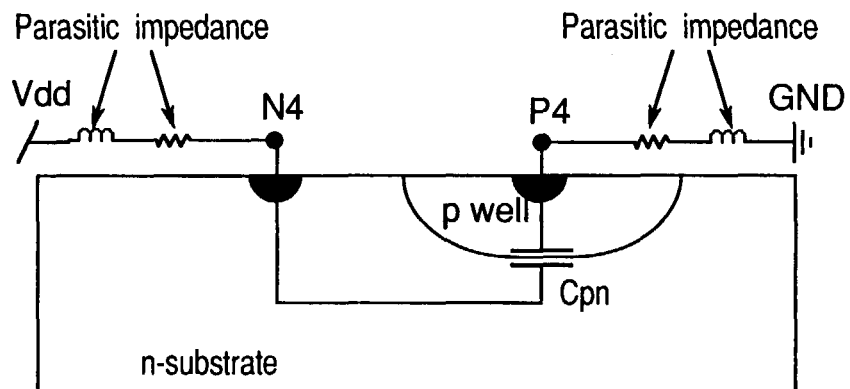 Parasitic impedance
Parasitic impedance
Vdd
N4
P4
GND
p well
Cpn
n-substrate